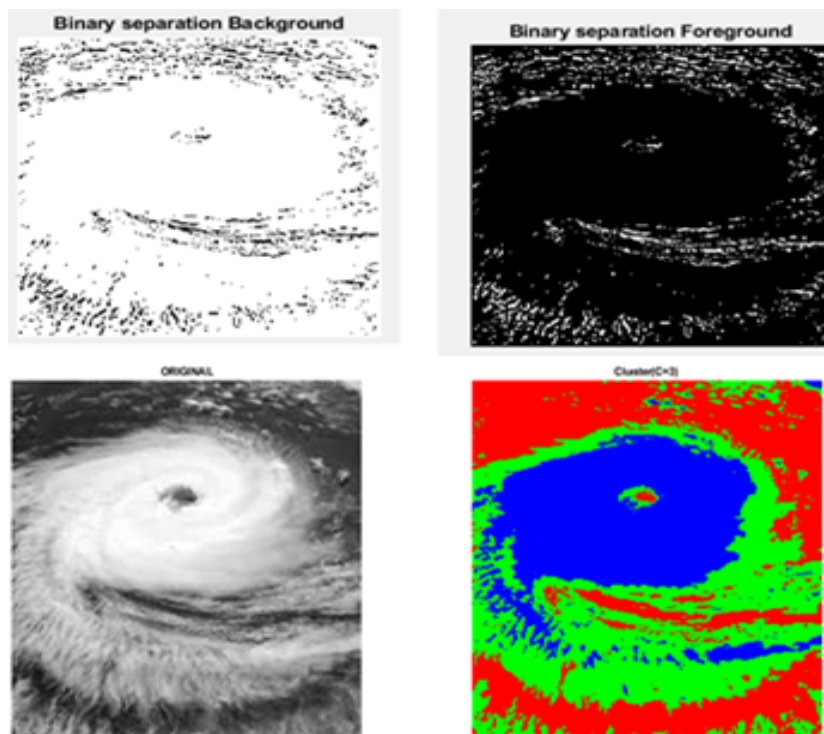 Binary separation Background
Binary separation Foreground
ORIGINAL
Cluster(C=3)